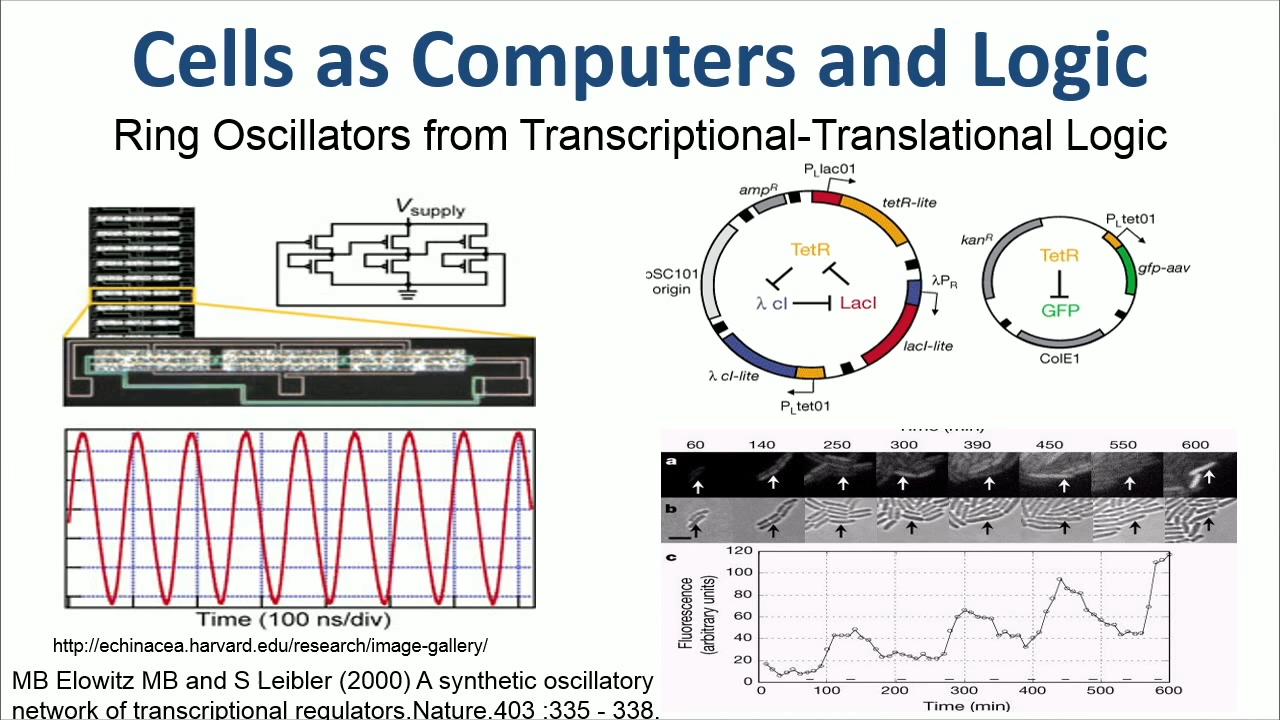 Cells as Computers and Logic
Ring Oscillators from Transcriptional-Translational Logic
Vsupply
Time (100 ns/div)
http://echinacea.harvard.edu/research/image-gallery/
MB Elowitz MB and S Leibler (2000) A synthetic oscillatory
network of transcriptional regulators.Nature.403 :335 - 338.
PLlac01
ampR
tetR-lite
TetR
pSC101
origin
λPR
λ cI
LacI
lacI-lite
λ cI-lite
PLtet01
PLtet01
kanR
TetR
gfp-aav
GFP
ColE1
Time (min)
60 140 250 300 390 450 550 600
a
b
c
Fluorescence
(arbitrary units)
120
100
80
60
40
20
0 100 200 300 400 500 600
Time (min)